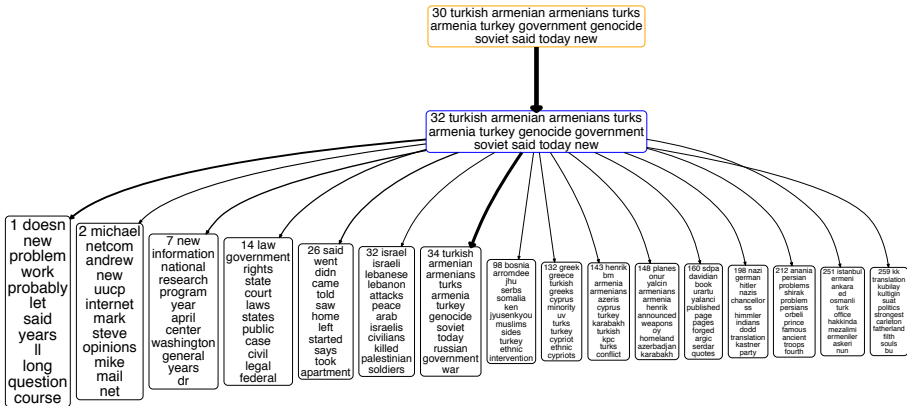 30 turkish armenian armenians turks
armenia turkey government genocide
soviet said today new
32 turkish armenian armenians turks
armenia turkey genocide government
soviet said today new
1 doesn
new
problem
work
probably
let
said
years
ll
long
question
course
2 michael
netcom
andrew
new
uucp
internet
mark
steve
opinions
mike
mail
net
7 new
information
national
research
program
year
april
center
washington
general
years
dr
14 law
government
rights
state
court
laws
states
public
case
civil
legal
federal
26 said
went
didn
came
told
saw
home
left
started
says
took
apartment
32 israel
israeli
lebanese
lebanon
attacks
peace
arab
israelis
civilians
killed
palestinian
soldiers
34 turkish
armenian
armenians
turks
armenia
turkey
genocide
soviet
today
russian
government
war
98 bosnia
arromdee
jhu
serbs
somalia
ken
jyusenkyou
muslims
sides
turkey
ethnic
intervention
132 greek
greece
turkish
greeks
cyprus
minority
uv
turks
turkey
cypriot
ethnic
cypriots
143 henrik
bm
armenia
armenians
azeris
cyprus
turkey
karabakh
turkish
kpc
turks
conflict
148 planes
onur
yalcin
armenians
armenia
henrik
announced
weapons
oy
homeland
azerbadjan
karabakh
160 sdpa
davidian
book
urartu
yalanci
published
page
pages
forged
argic
serdar
quotes
198 nazi
german
hitler
nazis
chancellor
ss
himmler
indians
dodd
translation
kastner
party
212 anania
persian
problems
shirak
problem
persians
orbeli
prince
famous
ancient
troops
fourth
251 istanbul
ermeni
ankara
ed
osmanli
turk
office
hakkinda
mezalimi
ermeniler
askeri
nun
259 kk
translation
kubilay
kultigin
suat
politics
strongest
carleton
fatherland
filth
souls
bu